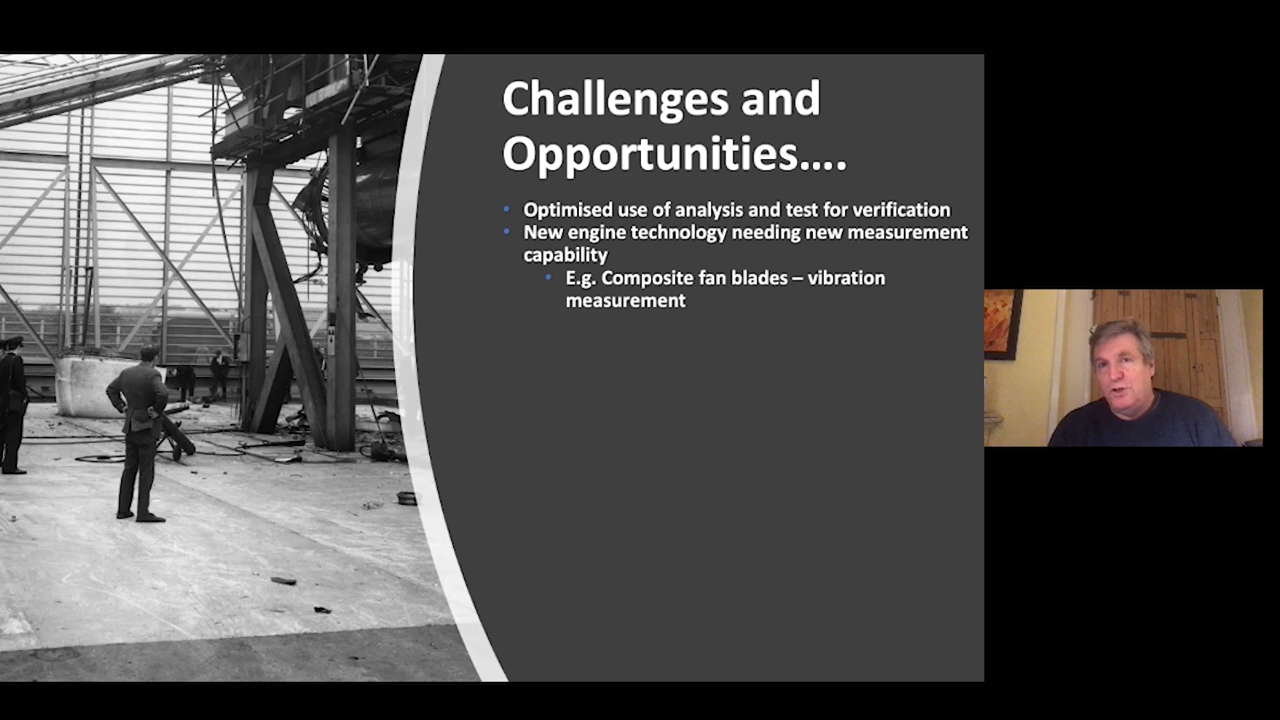 Challenges and
Opportunities....
• Optimised use of analysis and test for verification
• New engine technology needing new measurement
capability
• E.g. Composite fan blades – vibration
measurement